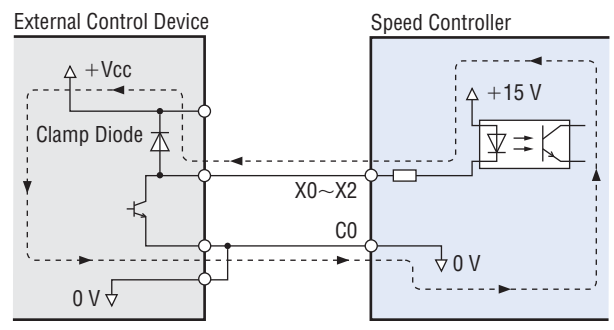 External Control Device
Speed Controller
+Vcc
+15 V
Clamp Diode
X0~X2
C0
0 V
0 V